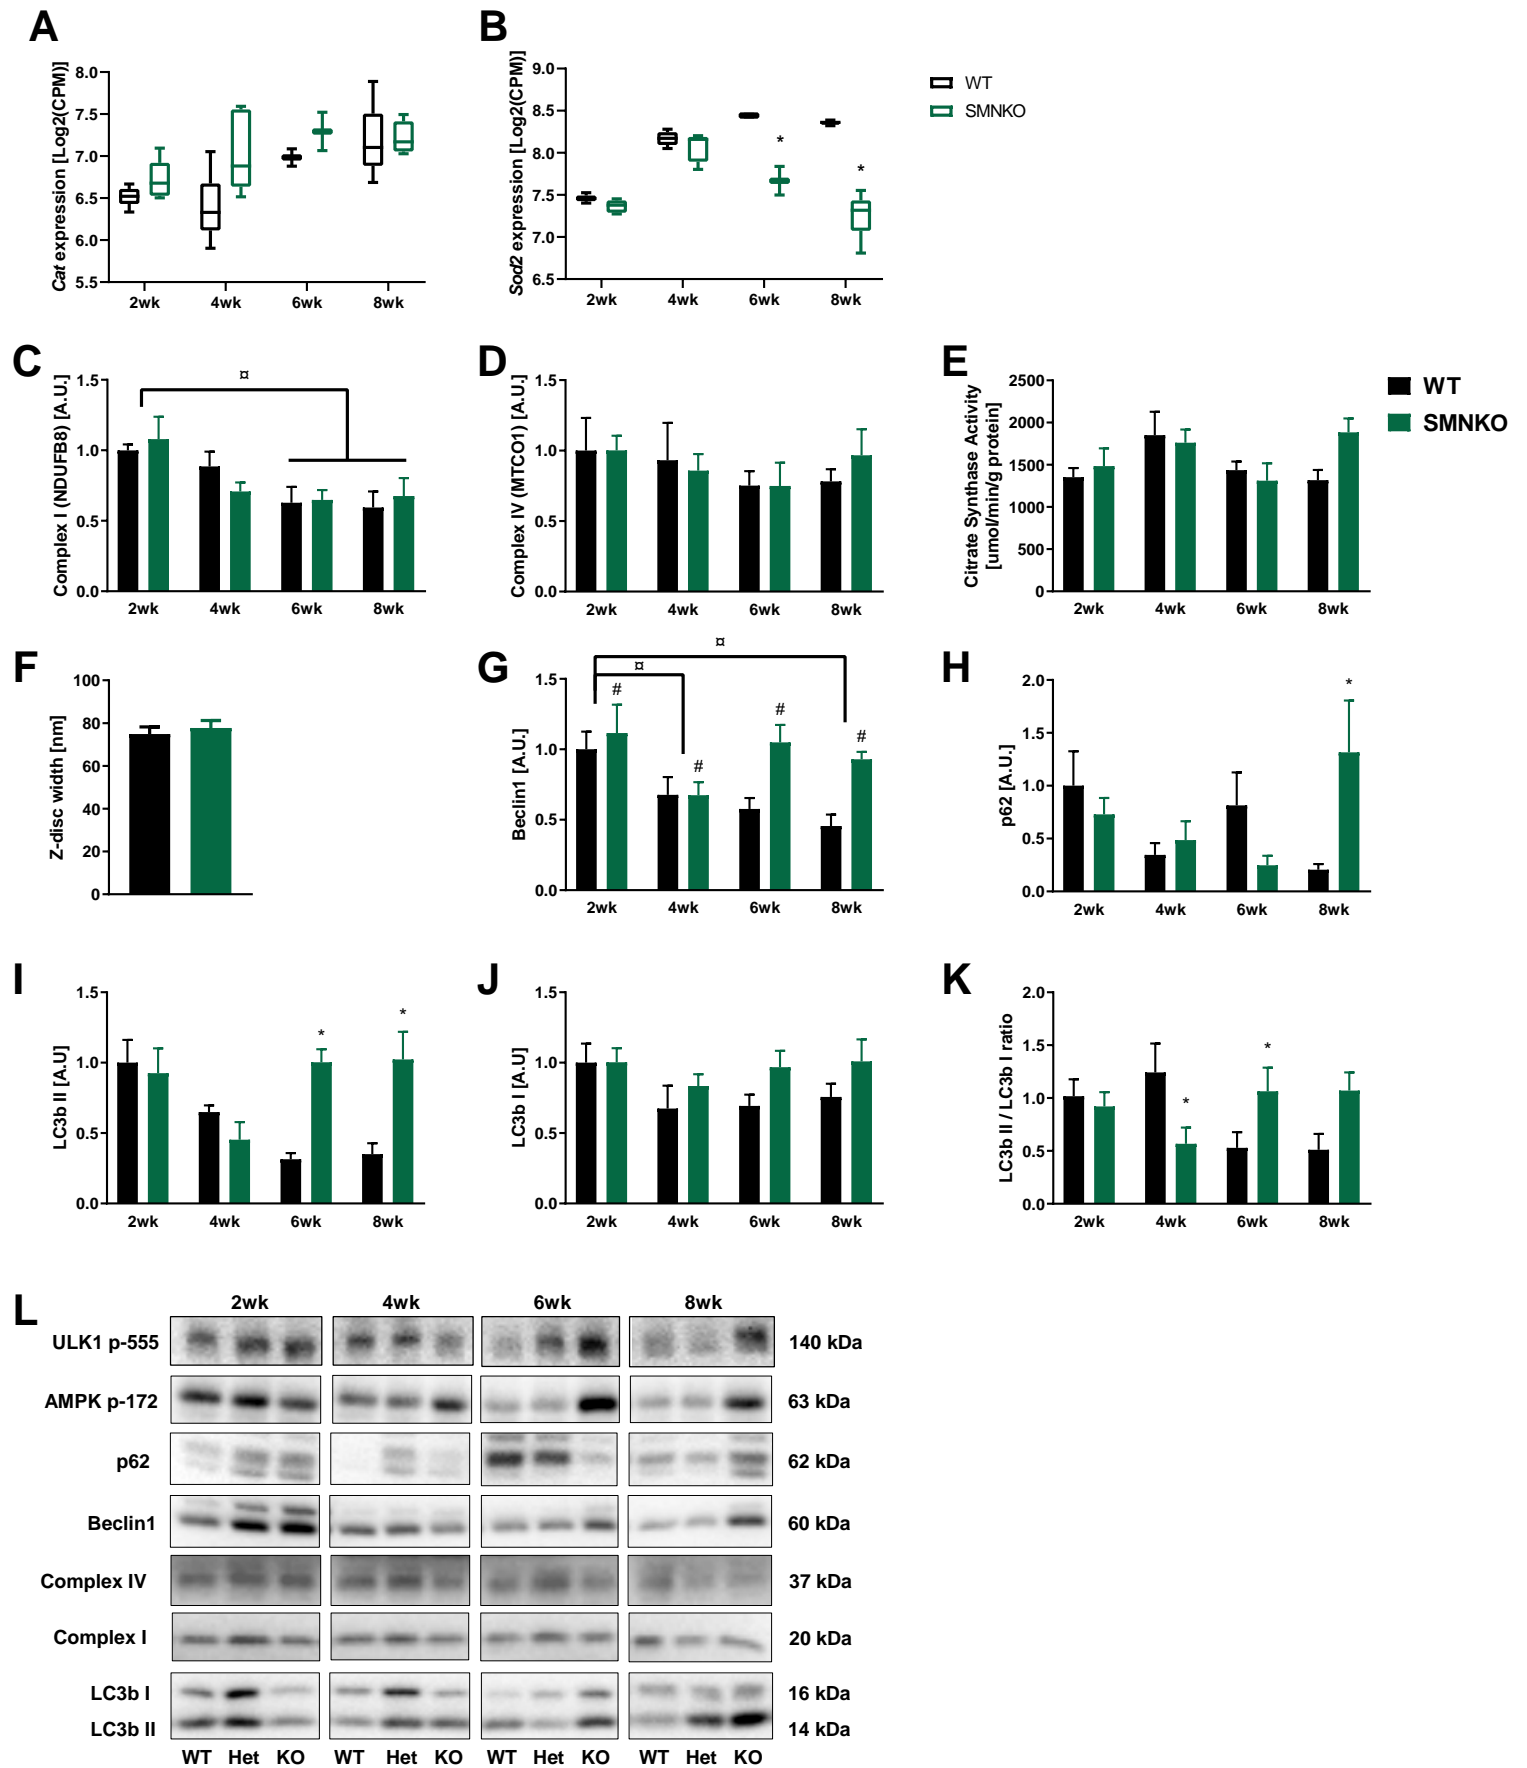 A
Cat expression [Log2(CPM)]
8.0
7.5
7.0
6.5
6.0
5.5
2wk 4wk 6wk 8wk
B
Sod2 expression [Log2(CPM)]
9.0
8.5
8.0
7.5
7.0
6.5
* *
2wk 4wk 6wk 8wk
WT
SMNKO
C
Complex I (NDUFB8) [A.U.]
1.5
1.0
0.5
0.0
¤
2wk 4wk 6wk 8wk
D
Complex IV (MTCO1) [A.U.]
1.5
1.0
0.5
0.0
2wk 4wk 6wk 8wk
E
Citrate Synthase Activity
[umol/min/g protein]
2500
2000
1500
1000
500
0
2wk 4wk 6wk 8wk
WT
SMNKO
F
Z-disc width [nm]
100
80
60
40
20
0
G
Beclin1 [A.U.]
1.5
1.0
0.5
0.0
¤
¤
# # # #
2wk 4wk 6wk 8wk
H
p62 [A.U.]
2.0
1.5
1.0
0.5
0.0
*
2wk 4wk 6wk 8wk
I
LC3b II [A.U]
1.5
1.0
0.5
0.0
* *
2wk 4wk 6wk 8wk
J
LC3b I [A.U]
1.5
1.0
0.5
0.0
2wk 4wk 6wk 8wk
K
LC3b II / LC3b I ratio
2.0
1.5
1.0
0.5
0.0
* *
2wk 4wk 6wk 8wk
L
2wk 4wk 6wk 8wk
ULK1 p-555 140 kDa
AMPK p-172 63 kDa
p62 62 kDa
Beclin1 60 kDa
Complex IV 37 kDa
Complex I 20 kDa
LC3b I 16 kDa
LC3b II 14 kDa
WT Het KO WT Het KO WT Het KO WT Het KO